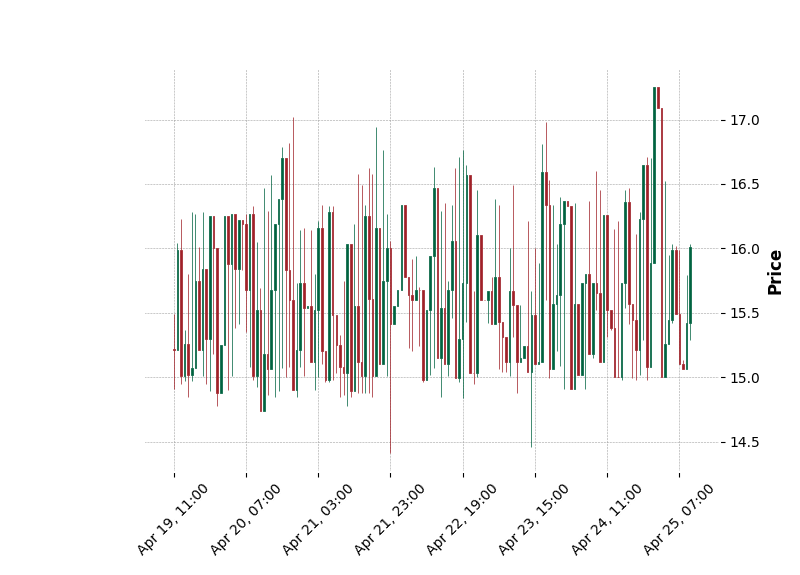 17.0
16.5
16.0
15.5
15.0
14.5
Price
Apr 19, 11:00
Apr 20, 07:00
Apr 21, 03:00
Apr 21, 23:00
Apr 22, 19:00
Apr 23, 15:00
Apr 24, 11:00
Apr 25, 07:00